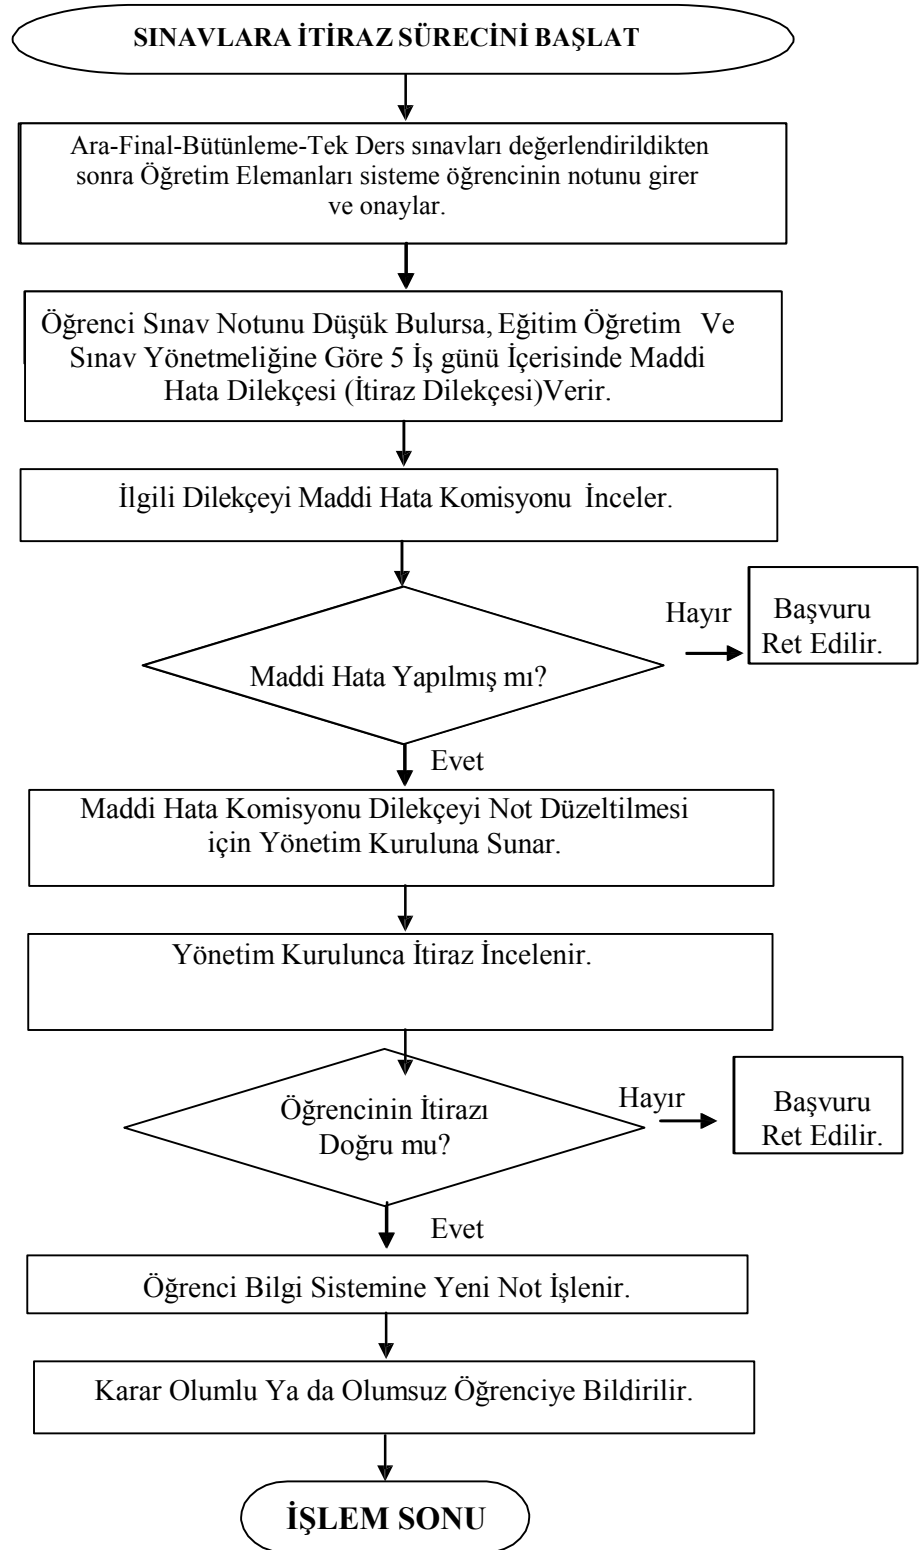 SINAVLARA İTİRAZ SÜRECİNİ BAŞLAT
Ara-Final-Bütünleme-Tek Ders sınavları değerlendirildikten
sonra Öğretim Elemanları sisteme öğrencinin notunu girer
ve onaylar.
Öğrenci Sınav Notunu Düşük Bulursa, Eğitim Öğretim Ve
Sınav Yönetmeliğine Göre 5 İş günü İçerisinde Maddi
Hata Dilekçesi (İtiraz Dilekçesi)Verir.
İlgili Dilekçeyi Maddi Hata Komisyonu İnceler.
Maddi Hata Yapılmış mı?
Hayır
Başvuru
Ret Edilir.
Evet
Maddi Hata Komisyonu Dilekçeyi Not Düzeltilmesi
için Yönetim Kuruluna Sunar.
Yönetim Kurulunca İtiraz İncelenir.
Öğrencinin İtirazı
Doğru mu?
Hayır
Başvuru
Ret Edilir.
Evet
Öğrenci Bilgi Sistemine Yeni Not İşlenir.
Karar Olumlu Ya da Olumsuz Öğrenciye Bildirilir.
İŞLEM SONU